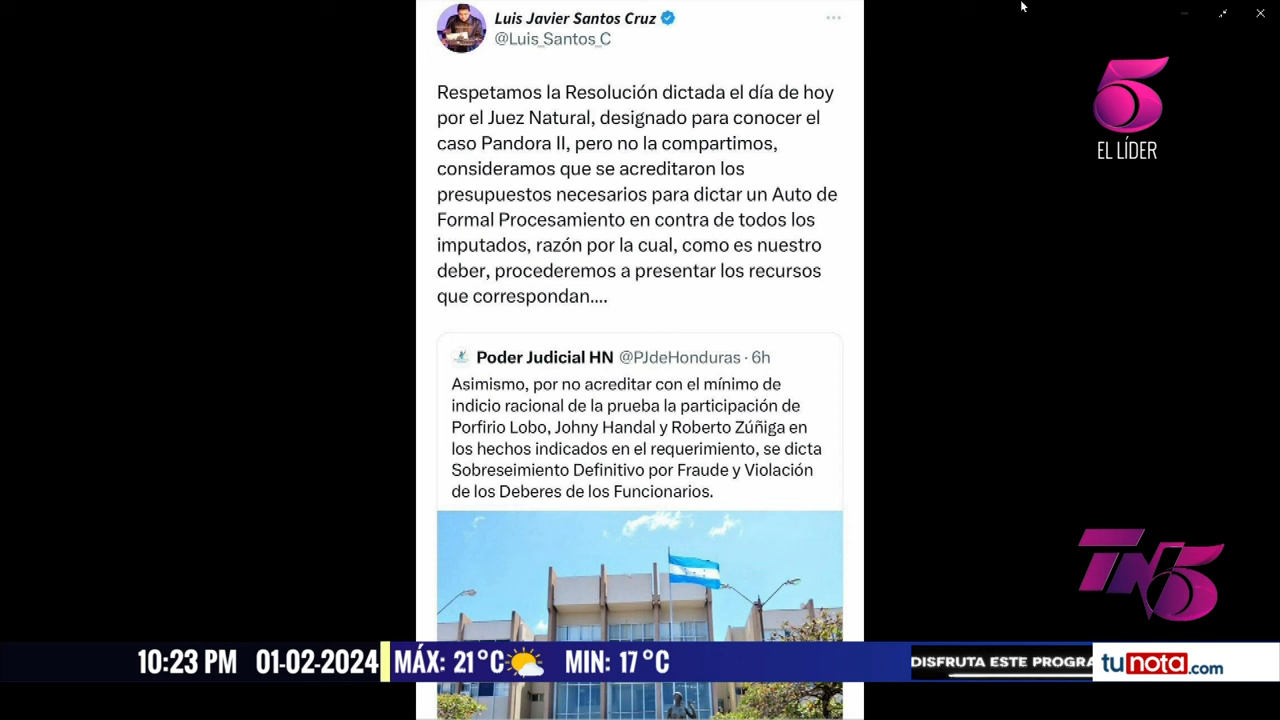 Luis Javier Santos Cruz
@Luis_Santos_C
Respetamos la Resolución dictada el día de hoy
por el Juez Natural, designado para conocer el
caso Pandora II, pero no la compartimos,
consideramos que se acreditaron los
presupuestos necesarios para dictar un Auto de
Formal Procesamiento en contra de todos los
imputados, razón por la cual, como es nuestro
deber, procederemos a presentar los recursos
que correspondan....
Poder Judicial HN @PJdeHonduras · 6h
Asimismo, por no acreditar con el mínimo de
indicio racional de la prueba la participación de
Porfirio Lobo, Johny Handal y Roberto Zúñiga en
los hechos indicados en el requerimiento, se dicta
Sobreseimiento Definitivo por Fraude y Violación
de los Deberes de los Funcionarios.
5
EL LÍDER
TN5
10:23 PM 01-02-2024 MÁX: 21°C MIN: 17°C
DISFRUTA ESTE PROGRA
tunota.com